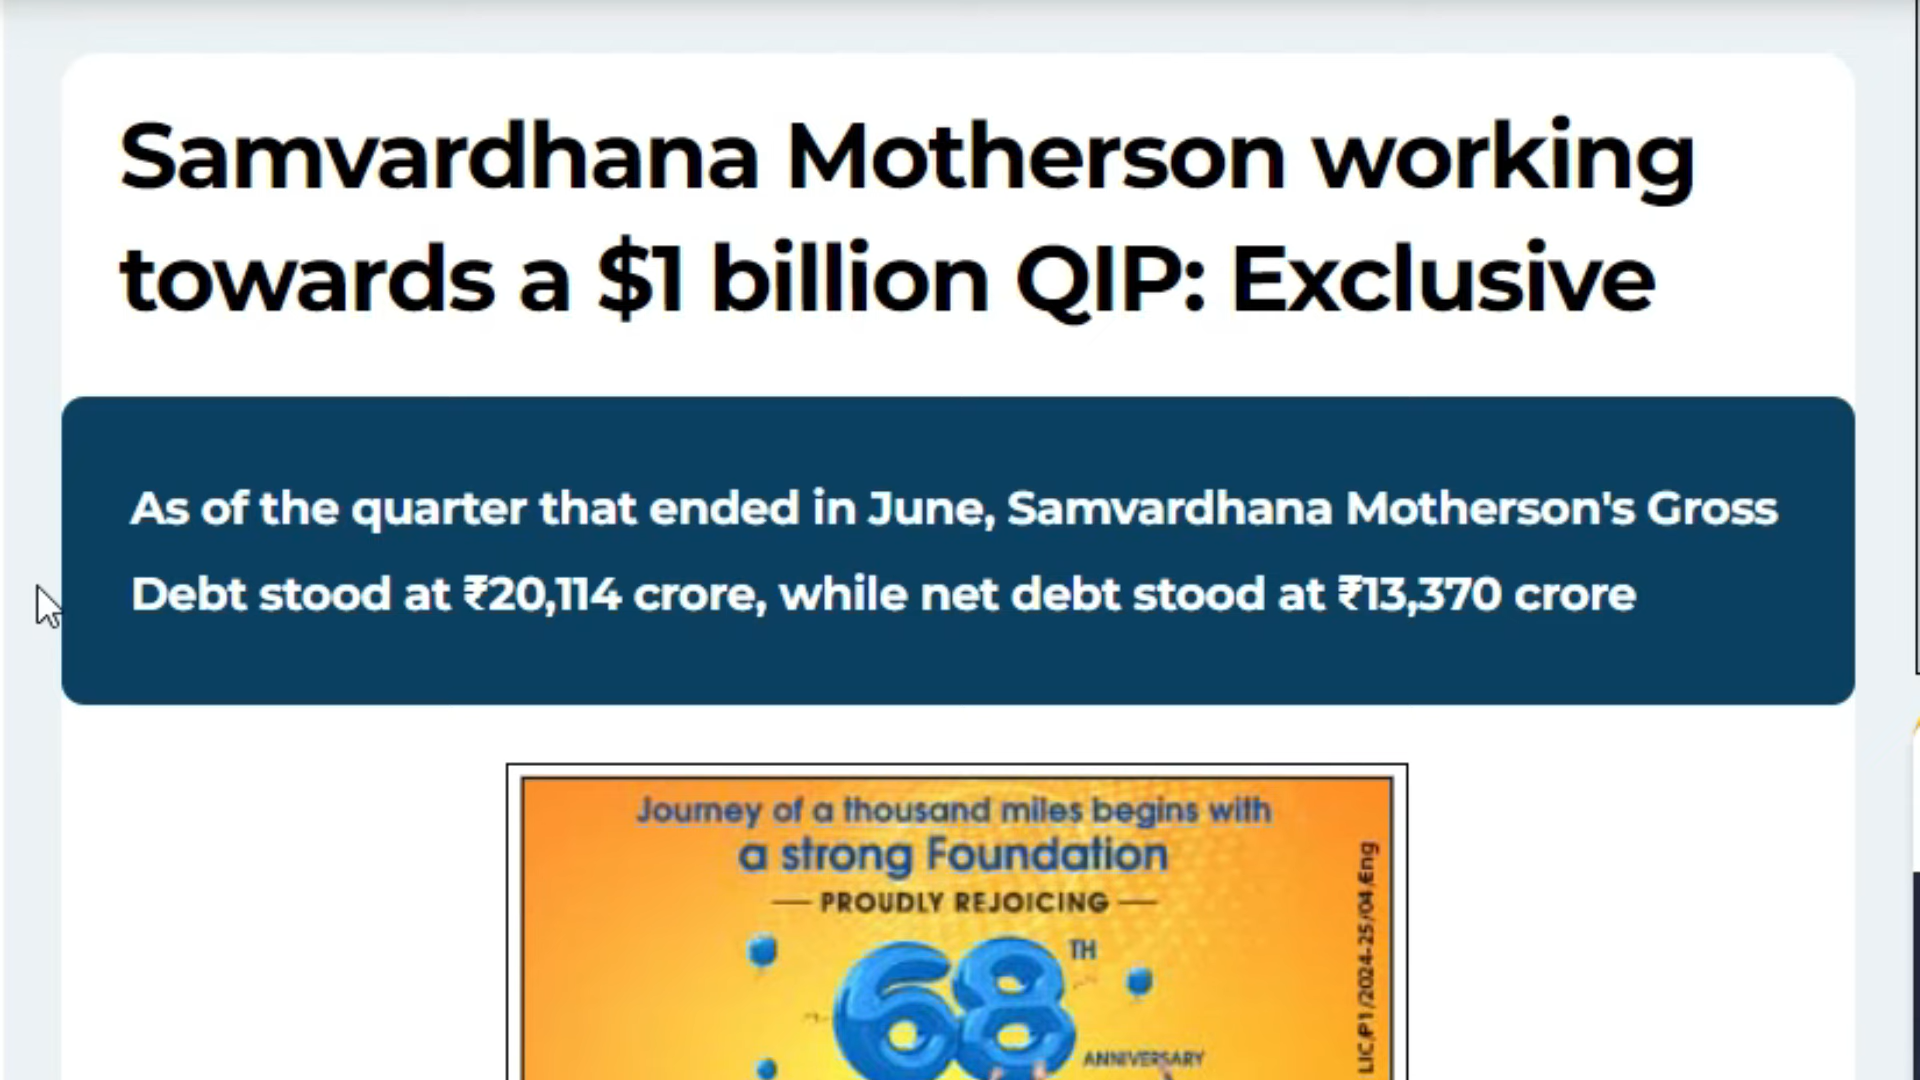 Samvardhana Motherson working
towards a $1 billion QIP: Exclusive
As of the quarter that ended in June, Samvardhana Motherson's Gross
Debt stood at ₹20,114 crore, while net debt stood at ₹13,370 crore
Journey of a thousand miles begins with
a strong Foundation
— PROUDLY REJOICING —
68TH
ANNIVERSARY
LIC/P1/2024-25/04/Eng